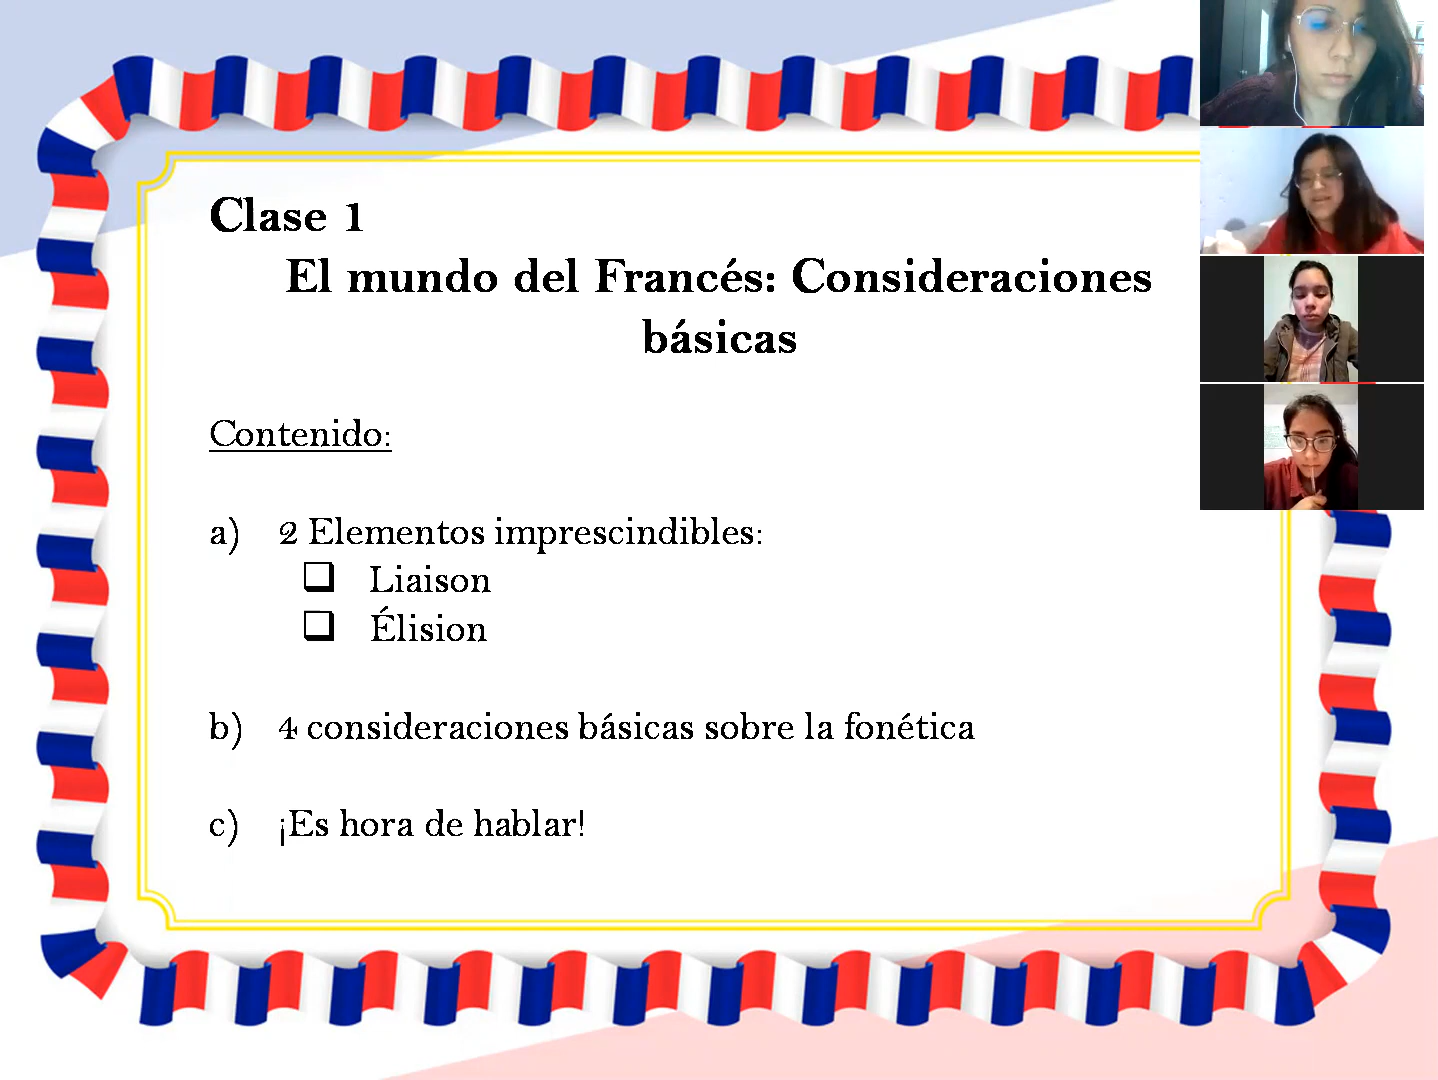 Clase 1
El mundo del Francés: Consideraciones
básicas
Contenido:
a) 2 Elementos imprescindibles:
❑ Liaison
❑ Élision
b) 4 consideraciones básicas sobre la fonética
c) ¡Es hora de hablar!